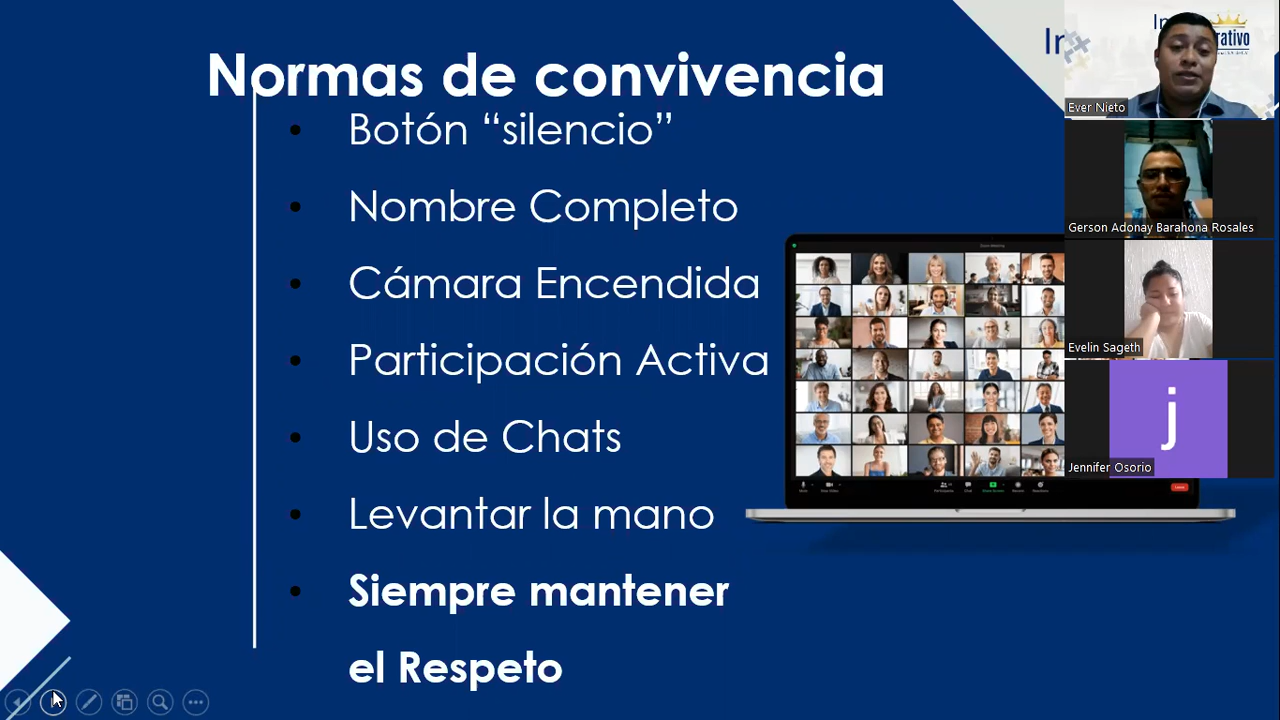 Normas de convivencia
Botón “silencio”
Nombre Completo
Cámara Encendida
Participación Activa
Uso de Chats
Levantar la mano
Siempre mantener
el Respeto
Ever Nieto
Gerson Adonay Barahona Rosales
Evelin Sageth
j
Jennifer Osorio